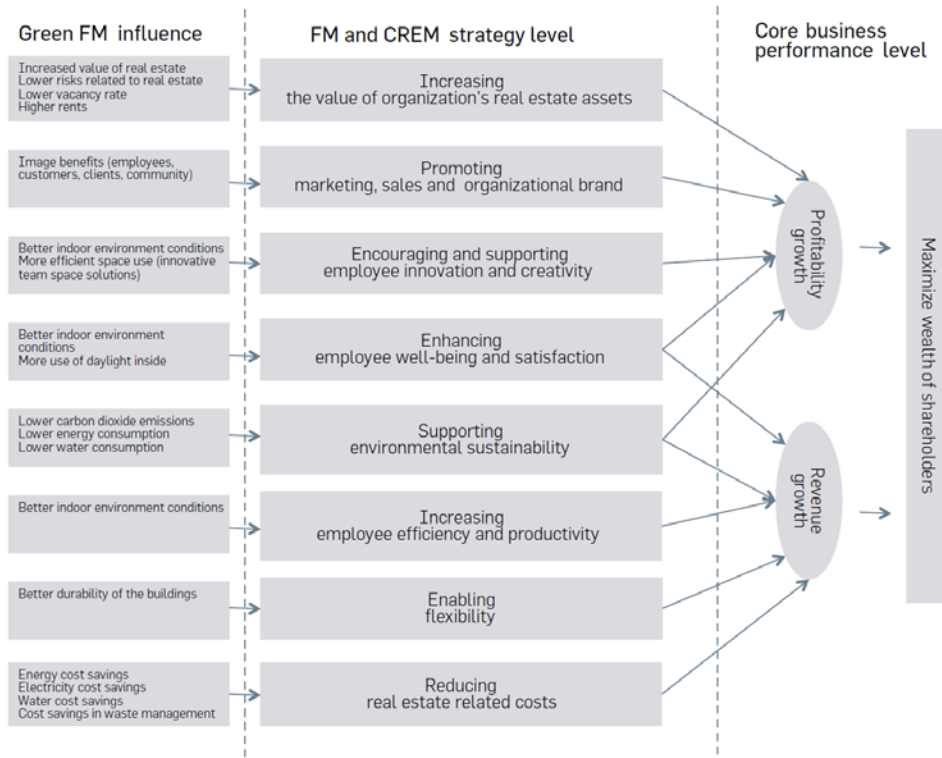 Green FM influence
FM and CREM strategy level
Core business
performance level
Increased value of real estate
Lower risks related to real estate
Lower vacancy rate
Higher rents
Increasing
the value of organization's real estate assets
Image benefits (employees,
customers, clients, community)
Promoting
marketing, sales and organizational brand
Better indoor environment conditions
More efficient space use (innovative
team space solutions)
Encouraging and supporting
employee innovation and creativity
Better indoor environment
conditions
More use of daylight inside
Enhancing
employee well-being and satisfaction
Lower carbon dioxide emissions
Lower energy consumption
Lower water consumption
Supporting
environmental sustainability
Better indoor environment conditions
Increasing
employee efficiency and productivity
Better durability of the buildings
Enabling
flexibility
Energy cost savings
Electricity cost savings
Water cost savings
Cost savings in waste management
Reducing
real estate related costs
Profitability
growth
Revenue
growth
Maximize wealth of shareholders